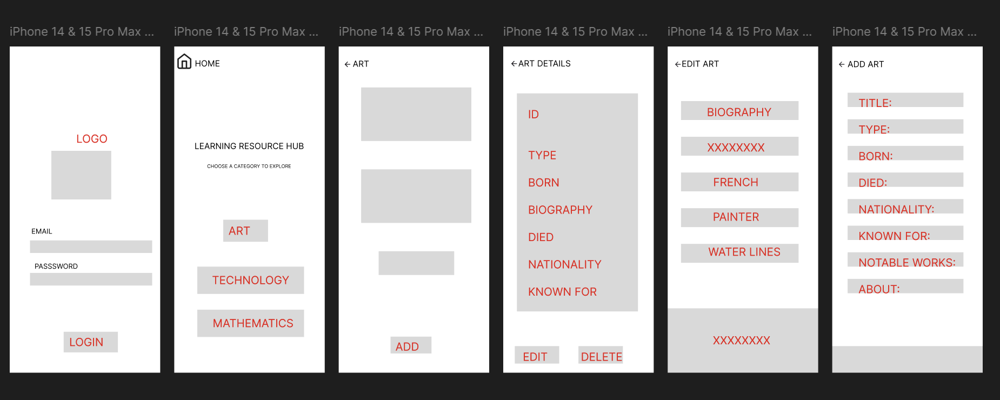 iPhone 14 & 15 Pro Max ...
iPhone 14 & 15 Pro Max ...
iPhone 14 & 15 Pro Max ...
iPhone 14 & 15 Pro Max ...
iPhone 14 & 15 Pro Max ...
iPhone 14 & 15 Pro Max ...
LOGO
EMAIL
PASSSWORD
LOGIN
HOME
LEARNING RESOURCE HUB
CHOOSE A CATEGORY TO EXPLORE
ART
TECHNOLOGY
MATHEMATICS
← ART
ADD
←ART DETAILS
ID
TYPE
BORN
BIOGRAPHY
DIED
NATIONALITY
KNOWN FOR
EDIT
DELETE
←EDIT ART
BIOGRAPHY
XXXXXXXX
FRENCH
PAINTER
WATER LINES
XXXXXXXX
← ADD ART
TITLE:
TYPE:
BORN:
DIED:
NATIONALITY:
KNOWN FOR:
NOTABLE WORKS:
ABOUT: